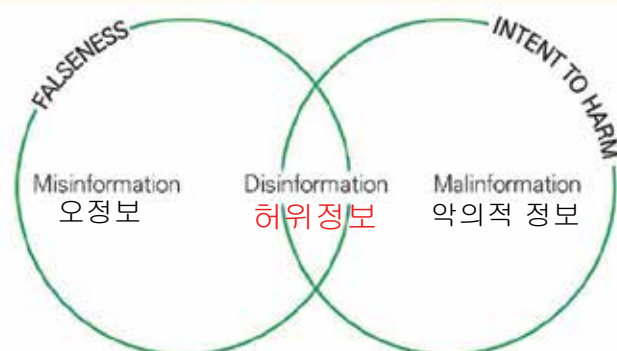 FALSENESS
INTENT TO HARM
Misinformation
오정보
Disinformation
허위정보
Malinformation
악의적 정보